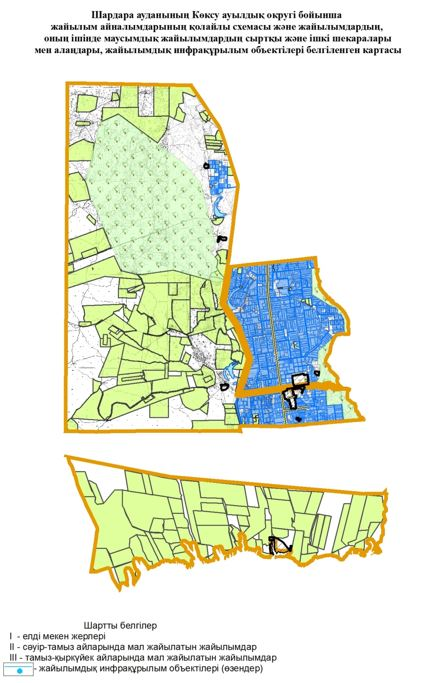 Шардара ауданының Көксу ауылдық округі бойынша
жайылым айналымдарының қолайлы схемасы және жайылымдардың,
оның ішінде маусымдық жайылымдардың сыртқы және ішкі шекаралары
мен алаңдары, жайылымдық инфрақұрылым объектілері белгіленген картасы
Шартты белгілер
I - елді мекен жерлері
II - сәуір-тамыз айларында мал жайылатын жайылымдар
III - тамыз-қыркүйек айларында мал жайылатын жайылымдар
- жайылымдық инфрақұрылым объектілері (өзендер)